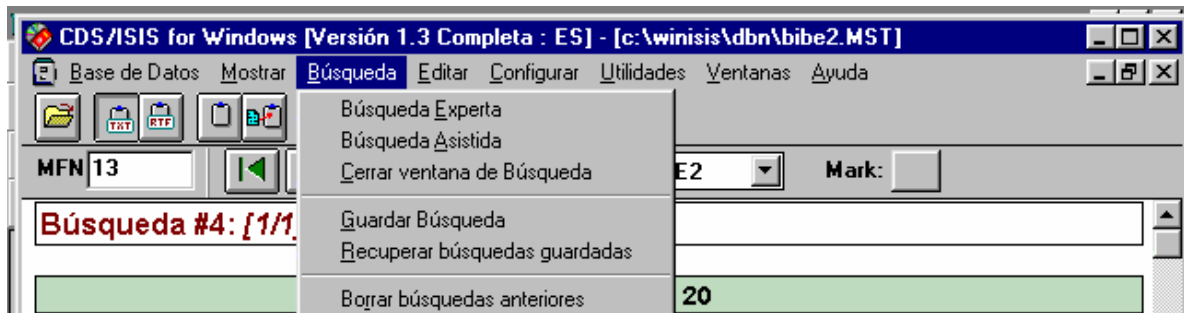 CDS/ISIS for Windows [Versión 1.3 Completa : ES] - [c:\winisis\dbn\bibe2.MST]
Base de Datos Mostrar Búsqueda Editar Configurar Utilidades Ventanas Ayuda
TXT RTF
Búsqueda Experta
Búsqueda Asistida
Cerrar ventana de Búsqueda
Guardar Búsqueda
Recuperar búsquedas guardadas
Borrar búsquedas anteriores
MFN 13
E2 Mark:
Búsqueda #4: [1/1
20